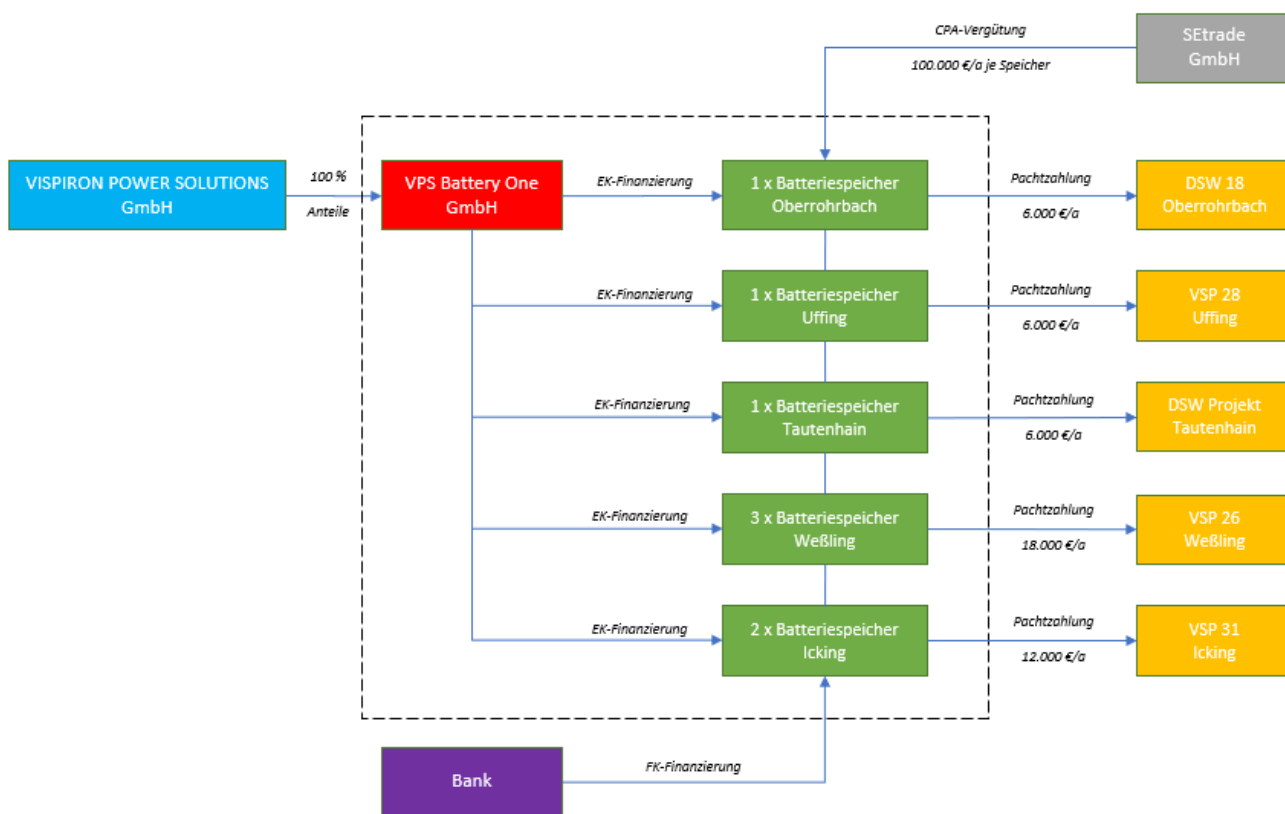 CPA-Vergütung
100.000 €/a je Speicher
SEtrade
GmbH
VISPIRON POWER SOLUTIONS
GmbH
100 %
Anteile
VPS Battery One
GmbH
EK-Finanzierung
1 x Batteriespeicher
Oberrohrbach
Pachtzahlung
6.000 €/a
DSW 18
Oberrohrbach
EK-Finanzierung
1 x Batteriespeicher
Uffing
Pachtzahlung
6.000 €/a
VSP 28
Uffing
EK-Finanzierung
1 x Batteriespeicher
Tautenhain
Pachtzahlung
6.000 €/a
DSW Projekt
Tautenhain
EK-Finanzierung
3 x Batteriespeicher
Weßling
Pachtzahlung
18.000 €/a
VSP 26
Weßling
EK-Finanzierung
2 x Batteriespeicher
Icking
Pachtzahlung
12.000 €/a
VSP 31
Icking
Bank
FK-Finanzierung